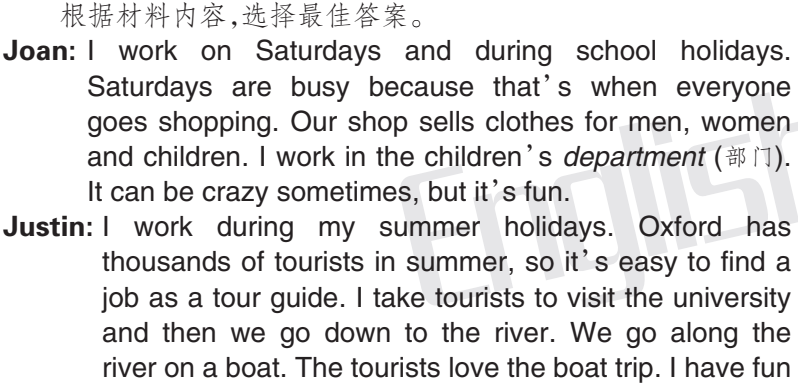 根据材料内容,选择最佳答案。
Joan: I work on Saturdays and during school holidays.
Saturdays are busy because that's when everyone
goes shopping. Our shop sells clothes for men, women
and children. I work in the children's department (部门).
It can be crazy sometimes, but it's fun.
Justin: I work during my summer holidays. Oxford has
thousands of tourists in summer, so it's easy to find a
job as a tour guide. I take tourists to visit the university
and then we go down to the river. We go along the
river on a boat. The tourists love the boat trip. I have fun